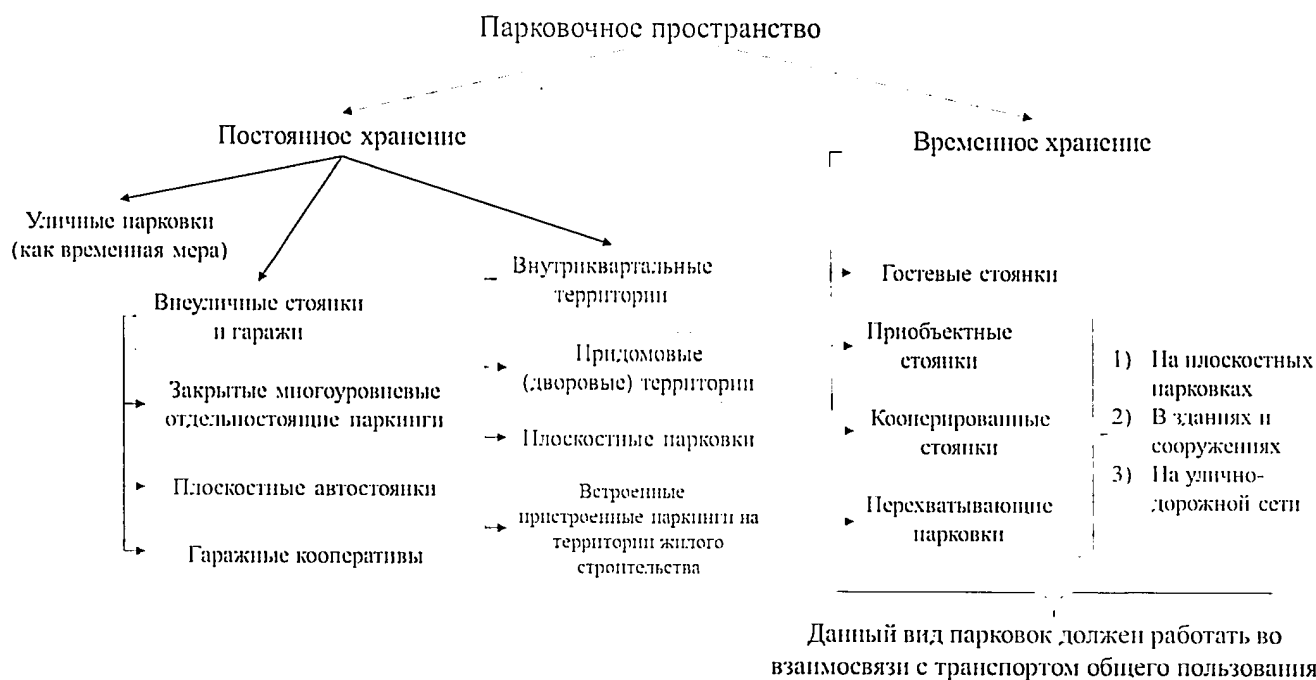 Парковочное пространство
Постоянное хранение
Временное хранение
Уличные парковки
(как временная мера)
Внеуличные стоянки
и гаражи
Закрытые многоуровневые
отдельностоящие паркинги
Плоскостные автостоянки
Гаражные кооперативы
Внутриквартальные
территории
Придомовые
(дворовые) территории
Плоскостные парковки
Встроенные
пристроенные паркинги на
территории жилого
строительства
Гостевые стоянки
Приобъектные
стоянки
Кооперированные
стоянки
Перехватывающие
парковки
1) На плоскостных
парковках
2) В зданиях и
сооружениях
3) На улично-
дорожной сети
Данный вид парковок должен работать во
взаимосвязи с транспортом общего пользования